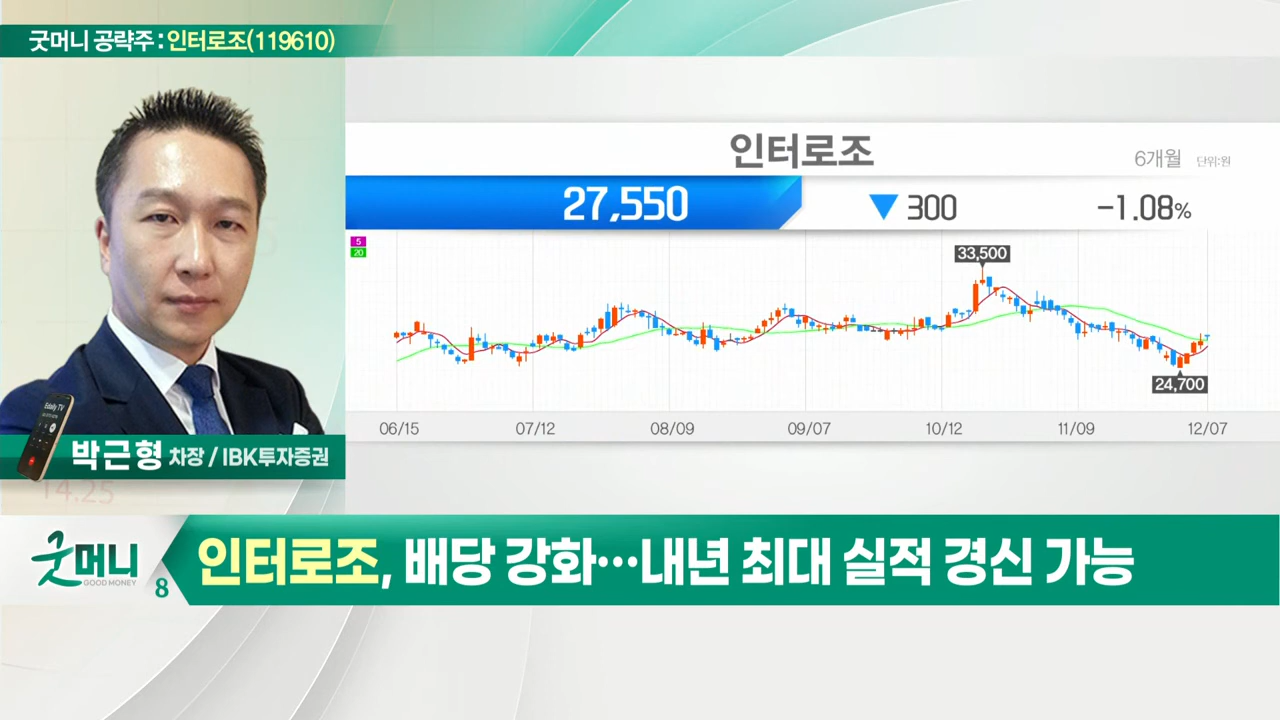 굿머니 공략주 : 인터로조(119610)
인터로조
6개월 단위:원
27,550 ▼ 300 -1.08%
5
20
33,500
24,700
06/15 07/12 08/09 09/07 10/12 11/09 12/07
Edaily TV
박근형 차장 / IBK투자증권
14.25
굿머니
GOOD MONEY
8
인터로조, 배당 강화…내년 최대 실적 경신 가능